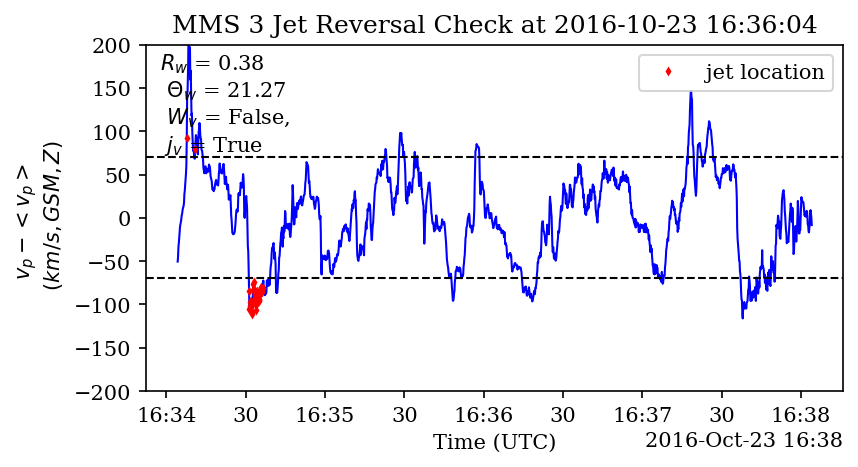 MMS 3 Jet Reversal Check at 2016-10-23 16:36:04
R_w = 0.38
Θ_w = 21.27
W_v = False,
j_v = True
jet location
v_p − < v_p >
(km/s, GSM, Z)
200
150
100
50
0
−50
−100
−150
−200
16:34 30 16:35 30 16:36 30 16:37 30 16:38
Time (UTC)
2016-Oct-23 16:38